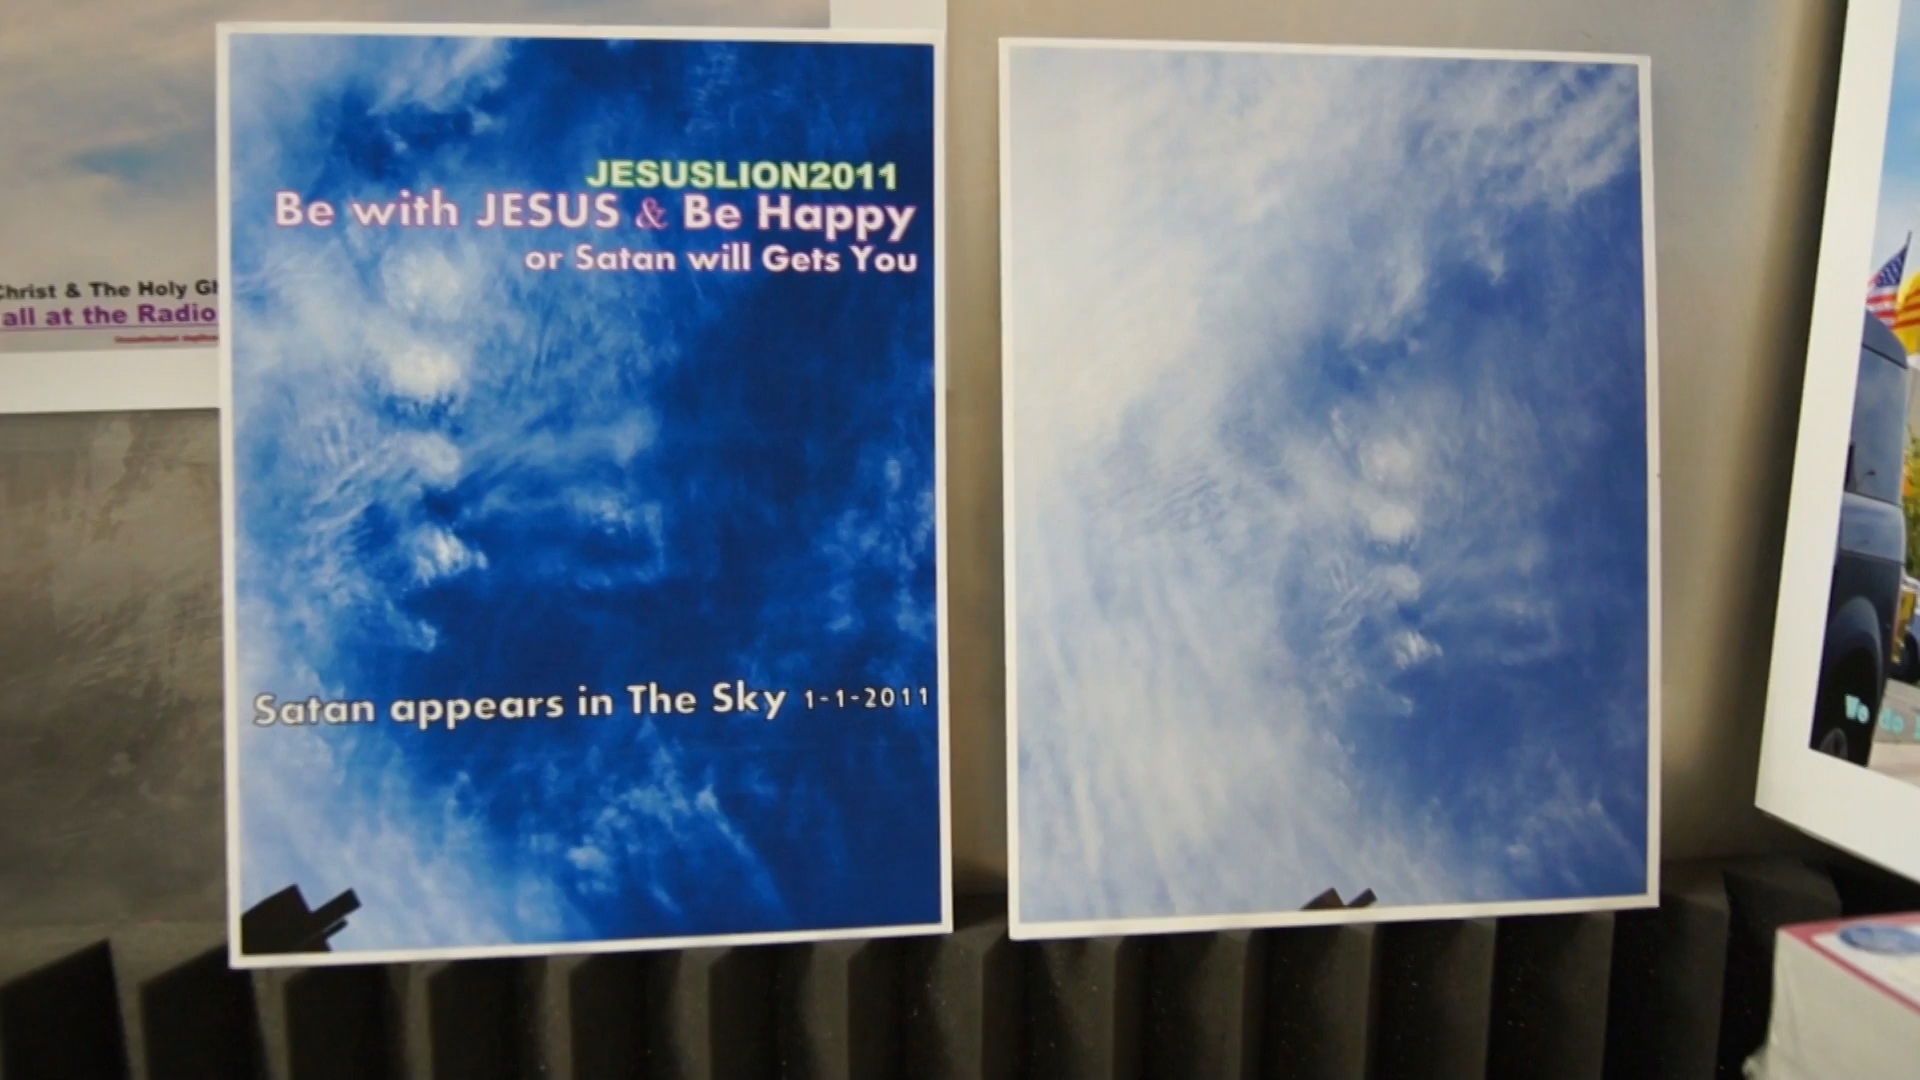 JESUSLION2011
Be with JESUS & Be Happy
or Satan will Gets You
Satan appears in The Sky 1-1-2011
Christ & The Holy
all at the Radio